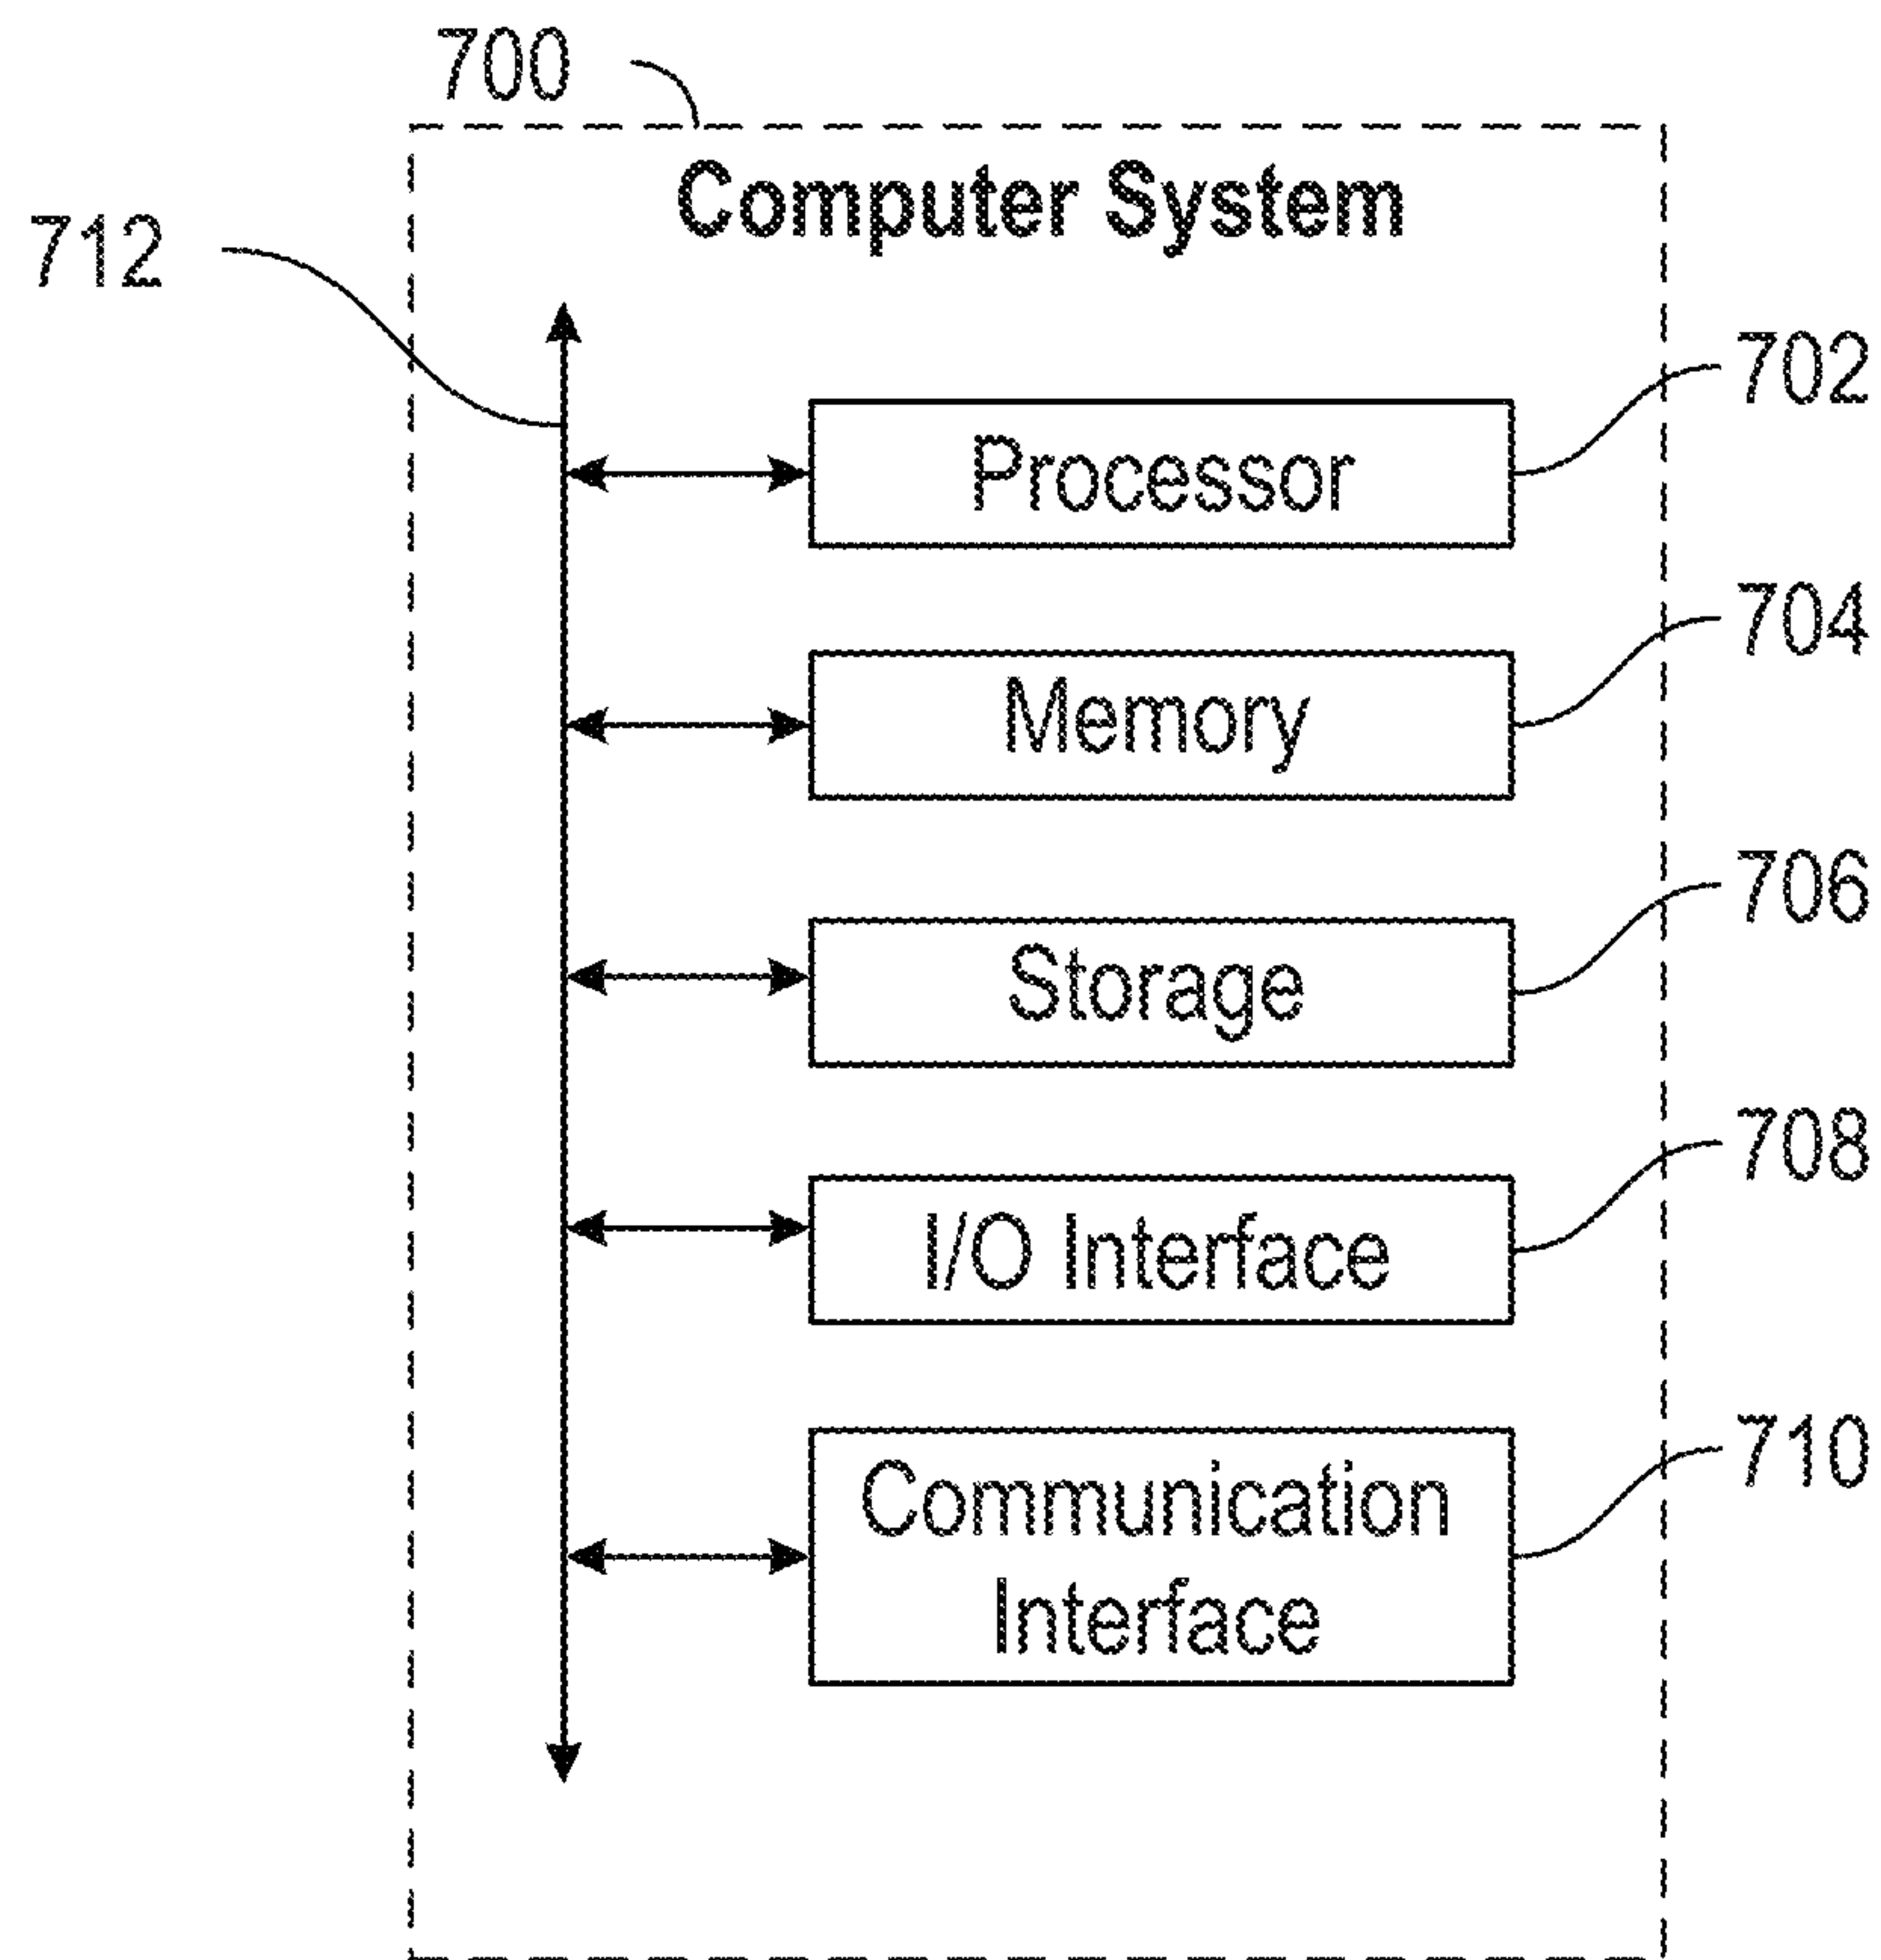 700
Computer System
712
702
Processor
704
Memory
706
Storage
708
I/O Interface
710
Communication
Interface